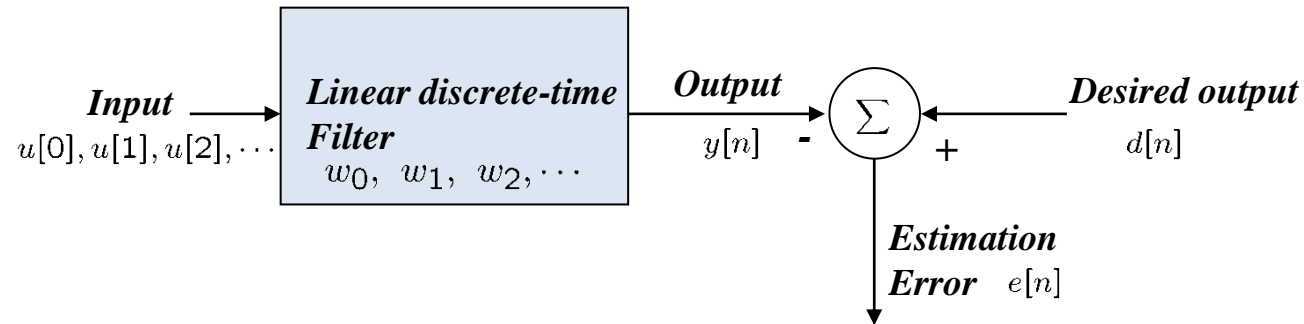 Input
u[0], u[1], u[2], ⋯
Linear discrete-time
Filter
w₀, w₁, w₂, ⋯
Output
y[n]
-
Σ
+
Desired output
d[n]
Estimation
Error e[n]